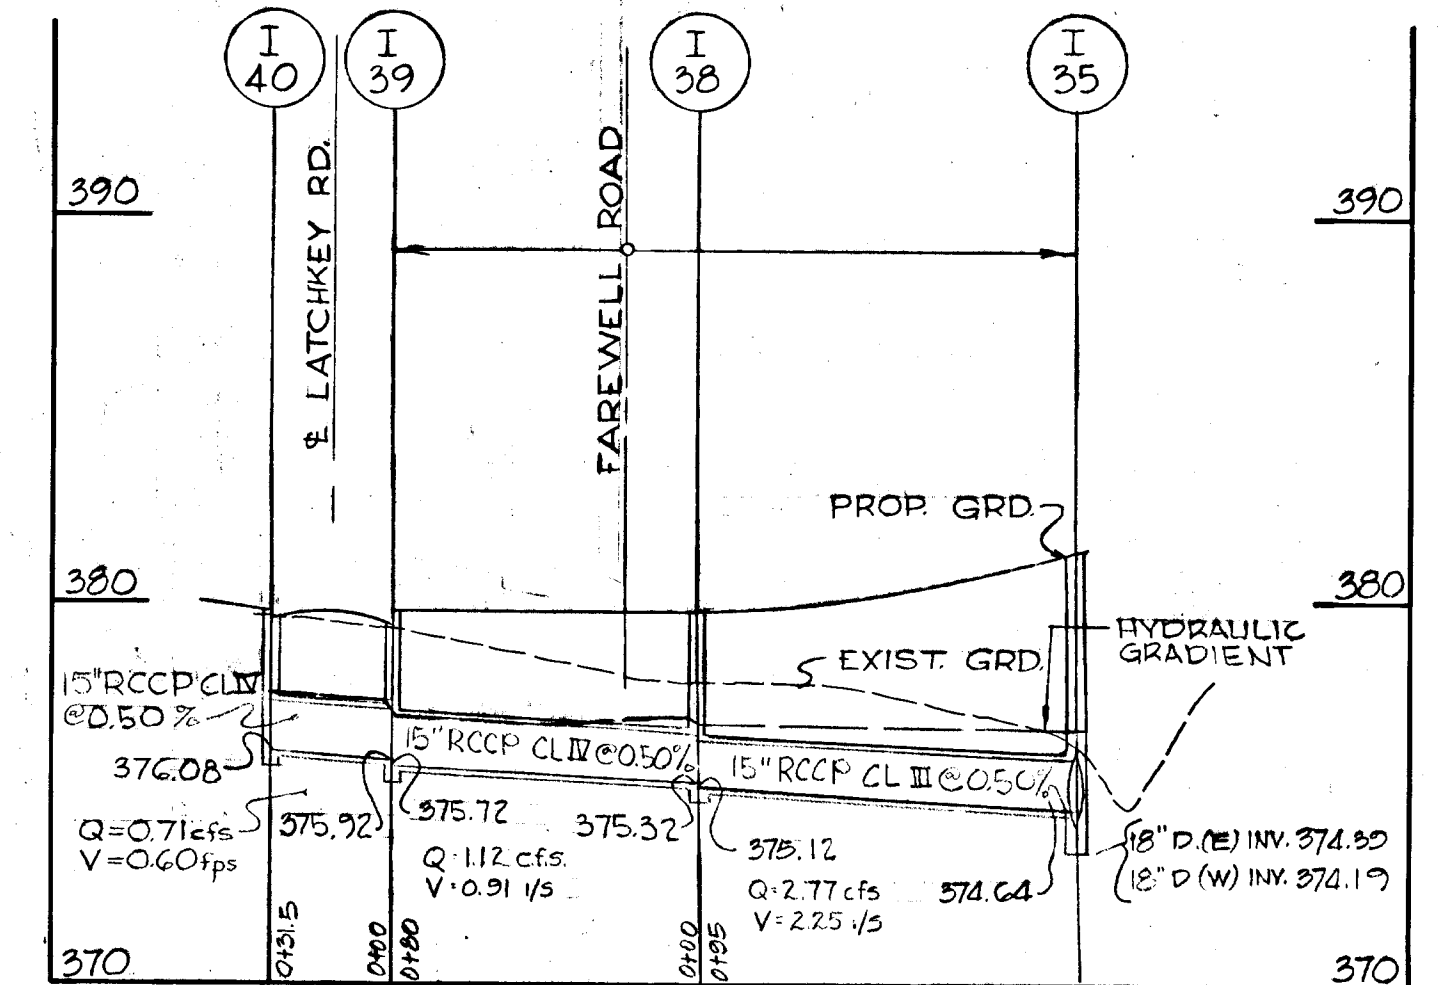 I
40
I
39
I
38
I
35
390
390
℄ LATCHKEY RD.
FAREWELL ROAD
PROP. GRD.
380
380
HYDRAULIC
GRADIENT
EXIST. GRD.
15" RCCP CL IV
@0.50%
15" RCCP CL IV @0.50%
15" RCCP CL III @0.50%
376.08
375.92
375.72
375.32
375.12
374.64
Q=0.71cfs
V=0.60fps
Q=1.12 c.f.s.
V=0.91 '/s
Q=2.77 cfs
V=2.25 '/s
18" D.(E) INV. 374.39
18" D (W) INV. 374.19
0+31.5
0+00
0+80
0+00
0+95
370
370